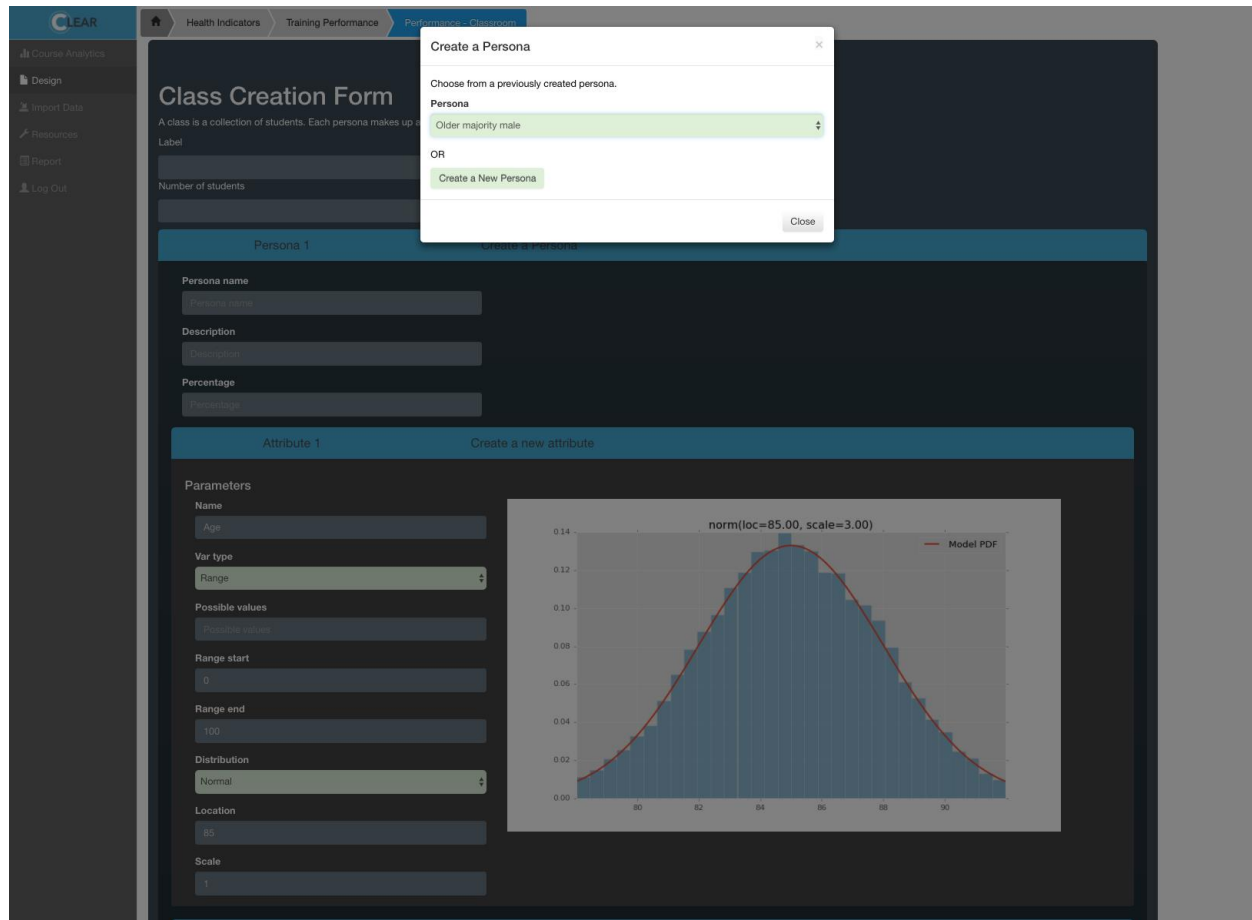 CLEAR
Health Indicators
Training Performance
Performance - Classroom
Course Analytics
Design
Import Data
Resources
Report
Log Out
Create a Persona
×
Choose from a previously created persona.
Persona
Older majority male
OR
Create a New Persona
Close
Class Creation Form
A class is a collection of students. Each persona makes up a
Label
Number of students
Persona 1
Create a Persona
Persona name
Persona name
Description
Description
Percentage
Percentage
Attribute 1
Create a new attribute
Parameters
Name
Age
Var type
Range
Possible values
Possible values
Range start
0
Range end
100
Distribution
Normal
Location
85
Scale
1
norm(loc=85.00, scale=3.00)
Model PDF
0.14
0.12
0.10
0.08
0.06
0.04
0.02
0.00
80 82 84 86 88 90